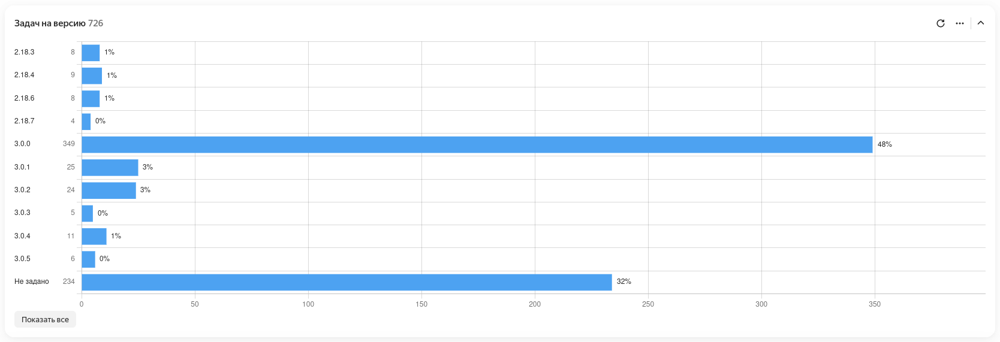 Задач на версию 726
2.18.3 8 1%
2.18.4 9 1%
2.18.6 8 1%
2.18.7 4 0%
3.0.0 349 48%
3.0.1 25 3%
3.0.2 24 3%
3.0.3 5 0%
3.0.4 11 1%
3.0.5 6 0%
Не задано 234 32%
0 50 100 150 200 250 300 350
Показать все